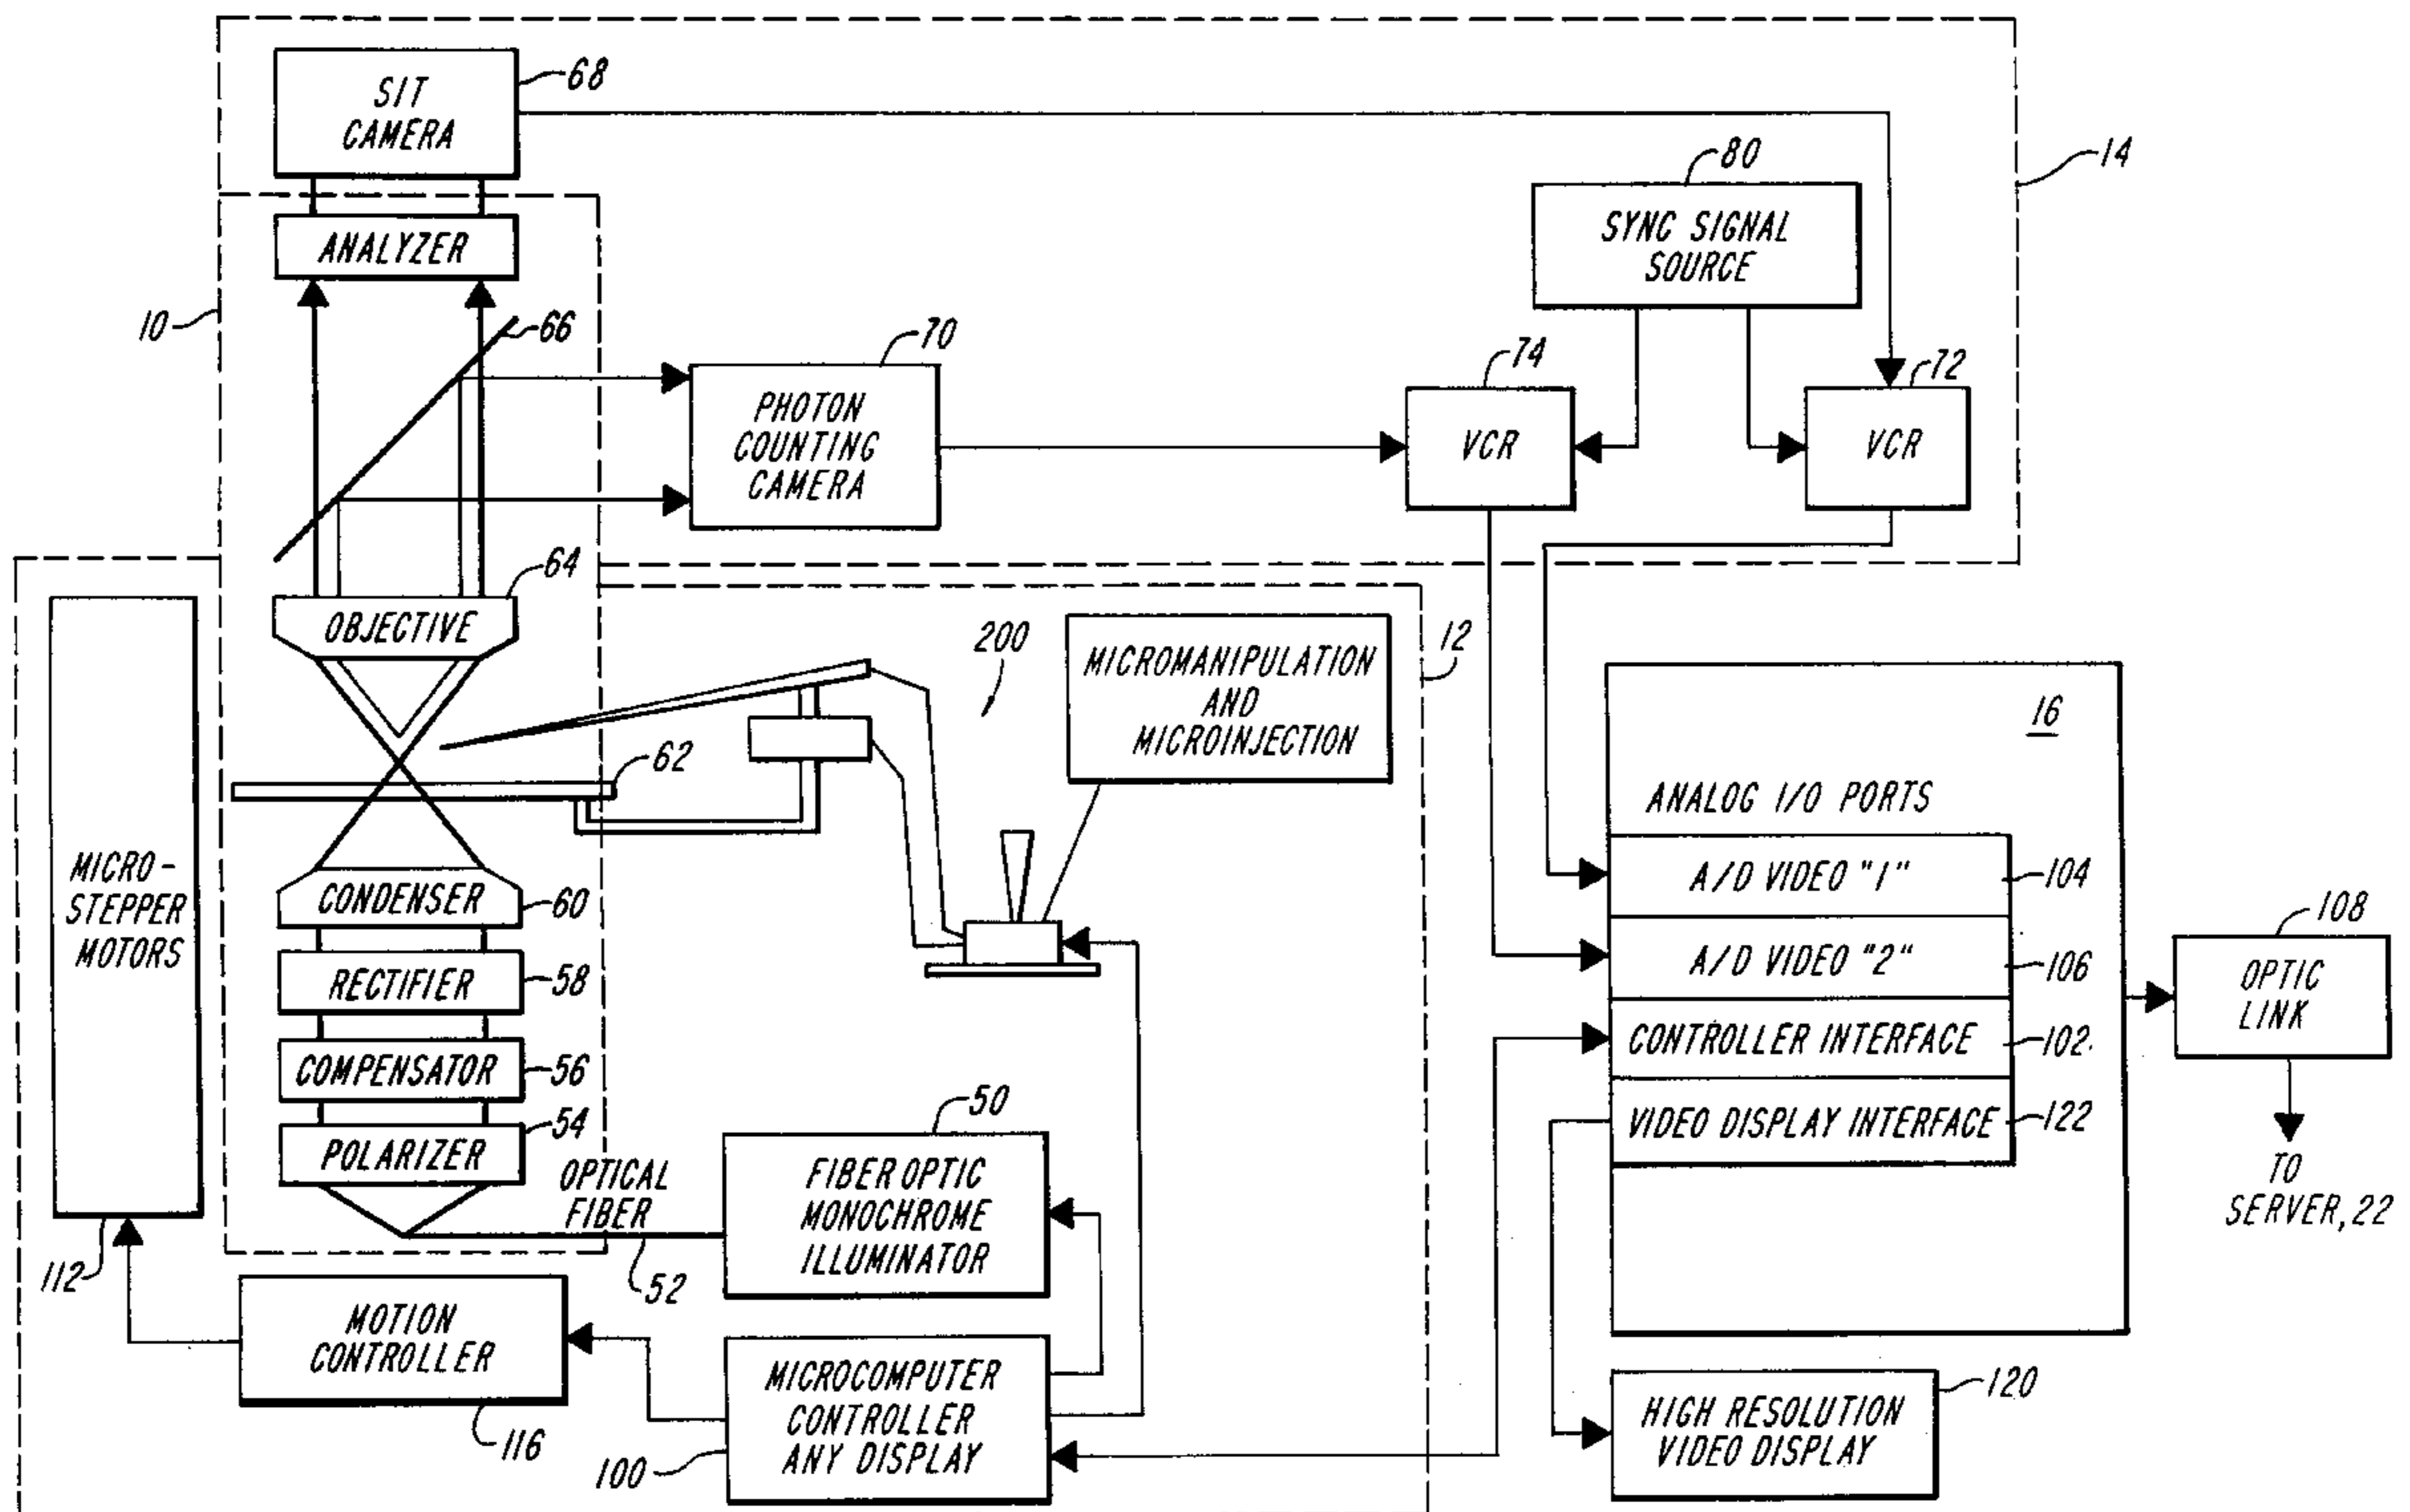 SIT
CAMERA
68
ANALYZER
10
66
80
SYNC SIGNAL
SOURCE
14
70
PHOTON
COUNTING
CAMERA
74
VCR
72
VCR
64
OBJECTIVE
MICRO-
STEPPER
MOTORS
112
200
MICROMANIPULATION
AND
MICROINJECTION
12
62
CONDENSER
60
RECTIFIER
58
COMPENSATOR
56
POLARIZER
54
OPTICAL
FIBER
52
50
FIBER OPTIC
MONOCHROME
ILLUMINATOR
MOTION
CONTROLLER
116
MICROCOMPUTER
CONTROLLER
ANY DISPLAY
100
16
ANALOG I/O PORTS
A/D VIDEO "1"
104
A/D VIDEO "2"
106
CONTROLLER INTERFACE
102.
VIDEO DISPLAY INTERFACE
122
108
OPTIC
LINK
TO
SERVER, 22
HIGH RESOLUTION
VIDEO DISPLAY
120